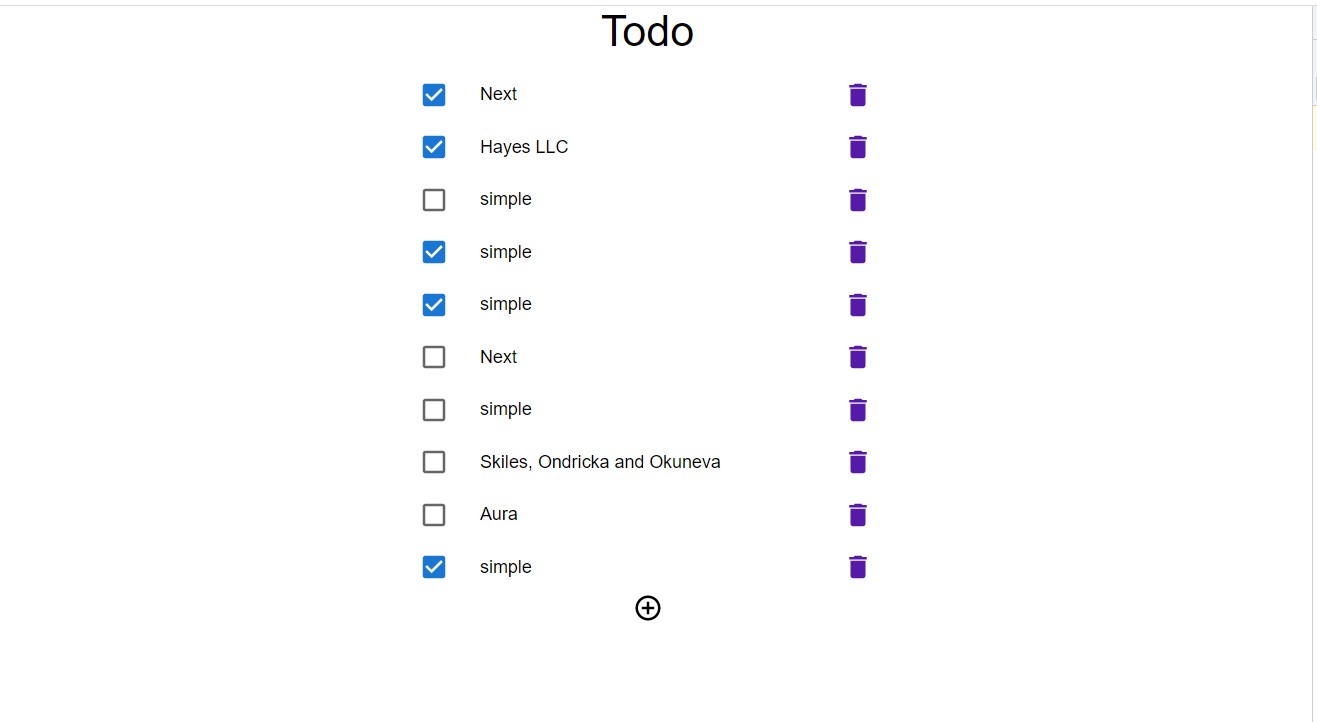 Todo
Next
Hayes LLC
simple
simple
simple
Next
simple
Skiles, Ondricka and Okuneva
Aura
simple